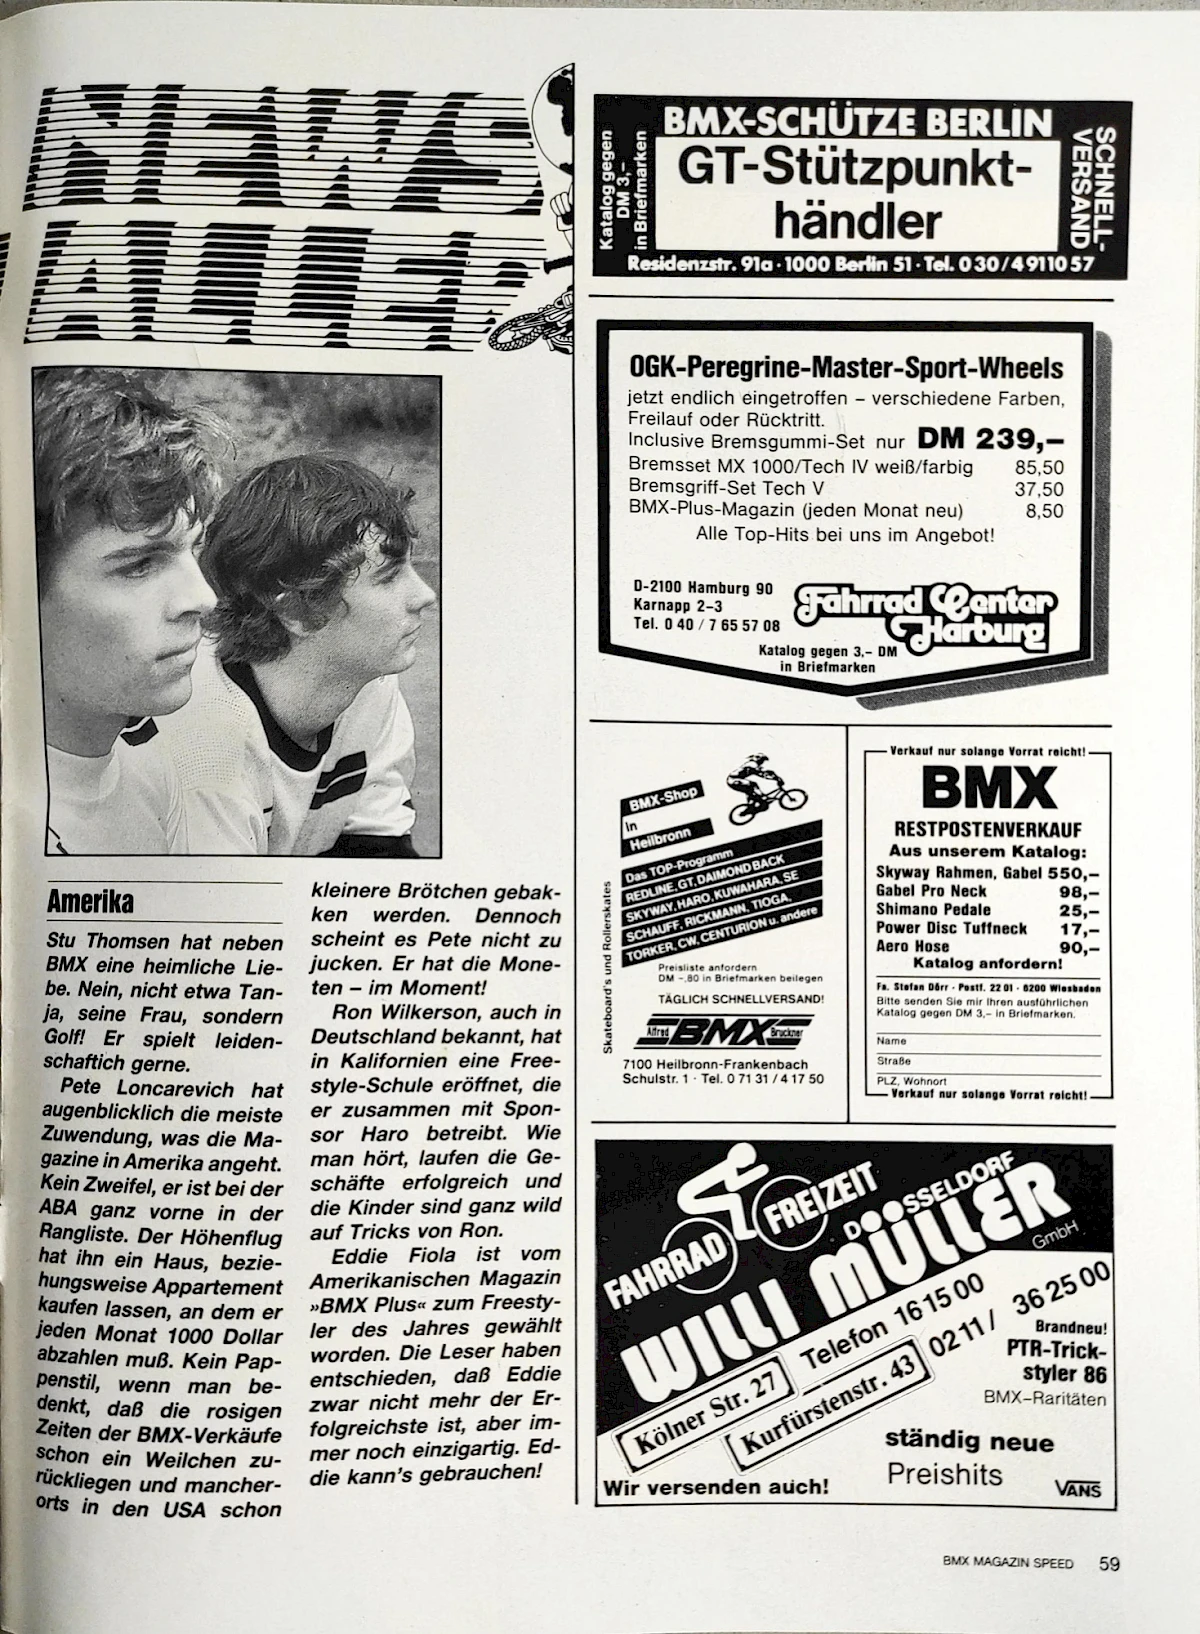 NEWS
Amerika
Stu Thomsen hat neben
BMX eine heimliche Lie-
be. Nein, nicht etwa Tan-
ja, seine Frau, sondern
Golf! Er spielt leiden-
schaftich gerne.
Pete Loncarevich hat
augenblicklich die meiste
Zuwendung, was die Ma-
gazine in Amerika angeht.
Kein Zweifel, er ist bei der
ABA ganz vorne in der
Rangliste. Der Höhenflug
hat ihn ein Haus, bezie-
hungsweise Appartement
kaufen lassen, an dem er
jeden Monat 1000 Dollar
abzahlen muß. Kein Pap-
penstil, wenn man be-
denkt, daß die rosigen
Zeiten der BMX-Verkäufe
schon ein Weilchen zu-
rückliegen und mancher-
orts in den USA schon
kleinere Brötchen gebak-
ken werden. Dennoch
scheint es Pete nicht zu
jucken. Er hat die Mone-
ten – im Moment!
Ron Wilkerson, auch in
Deutschland bekannt, hat
in Kalifornien eine Free-
style-Schule eröffnet, die
er zusammen mit Spon-
sor Haro betreibt. Wie
man hört, laufen die Ge-
schäfte erfolgreich und
die Kinder sind ganz wild
auf Tricks von Ron.
Eddie Fiola ist vom
Amerikanischen Magazin
»BMX Plus« zum Freesty-
ler des Jahres gewählt
worden. Die Leser haben
entschieden, daß Eddie
zwar nicht mehr der Er-
folgreichste ist, aber im-
mer noch einzigartig. Ed-
die kann's gebrauchen!
BMX-SCHÜTZE BERLIN
Katalog gegen
DM 3,–
in Briefmarken
GT-Stützpunkt-
händler
SCHNELL-
VERSAND
Residenzstr. 91a · 1000 Berlin 51 · Tel. 0 30 / 4 91 10 57
OGK-Peregrine-Master-Sport-Wheels
jetzt endlich eingetroffen – verschiedene Farben,
Freilauf oder Rücktritt.
Inclusive Bremsgummi-Set nur DM 239,–
Bremsset MX 1000/Tech IV weiß/farbig 85,50
Bremsgriff-Set Tech V 37,50
BMX-Plus-Magazin (jeden Monat neu) 8,50
Alle Top-Hits bei uns im Angebot!
D-2100 Hamburg 90
Karnapp 2–3
Tel. 0 40 / 7 65 57 08
Fahrrad Center
Harburg
Katalog gegen 3,– DM
in Briefmarken
Skateboard's und Rollerskates
BMX-Shop
in
Heilbronn
Das TOP-Programm
REDLINE, GT, DAIMOND BACK
SKYWAY, HARO, KUWAHARA, SE
SCHAUFF, RICKMANN, TIOGA,
TORKER, CW, CENTURION u. andere
Preisliste anfordern
DM –,80 in Briefmarken beilegen
TÄGLICH SCHNELLVERSAND!
Alfred BMX Bruckner
7100 Heilbronn-Frankenbach
Schulstr. 1 · Tel. 0 71 31 / 4 17 50
Verkauf nur solange Vorrat reicht!
BMX
RESTPOSTENVERKAUF
Aus unserem Katalog:
Skyway Rahmen, Gabel 550,–
Gabel Pro Neck 98,–
Shimano Pedale 25,–
Power Disc Tuffneck 17,–
Aero Hose 90,–
Katalog anfordern!
Fa. Stefan Dörr · Postf. 22 01 · 6200 Wiesbaden
Bitte senden Sie mir Ihren ausführlichen
Katalog gegen DM 3,– in Briefmarken.
Name
Straße
PLZ, Wohnort
Verkauf nur solange Vorrat reicht!
FAHRRAD FREIZEIT
DÜSSELDORF
WILLI MÜLLER
GmbH
Kölner Str. 27 Telefon 16 15 00
Kurfürstenstr. 43 02 11 / 36 25 00
Brandneu!
PTR-Trick-
styler 86
BMX-Raritäten
ständig neue
Preishits
Wir versenden auch!
VANS
BMX MAGAZIN SPEED 59